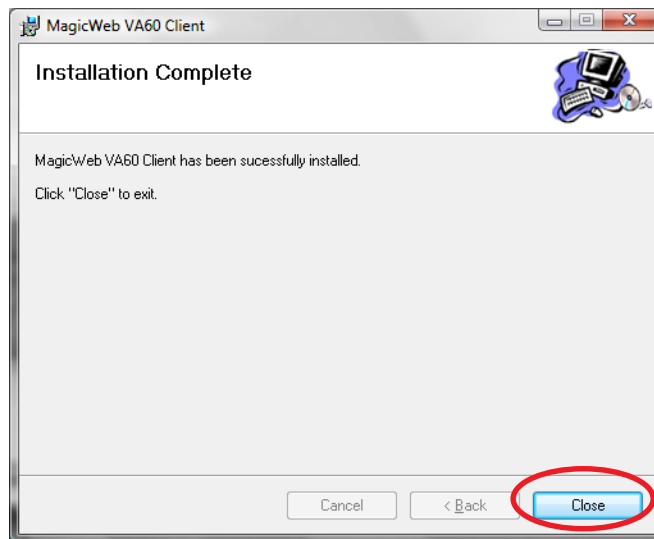 MagicWeb VA60 Client
Installation Complete
MagicWeb VA60 Client has been sucessfully installed.
Click "Close" to exit.
Cancel
< Back
Close